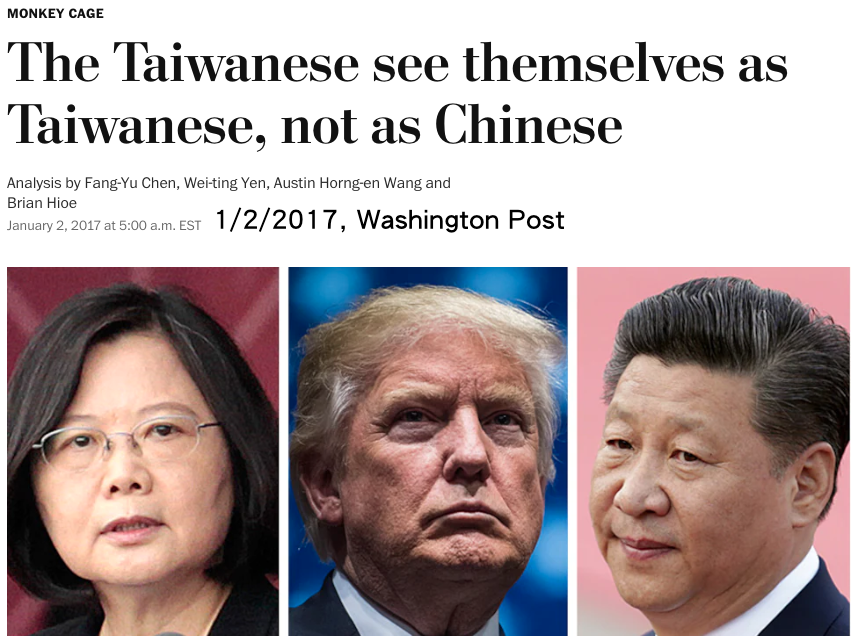 MONKEY CAGE
The Taiwanese see themselves as
Taiwanese, not as Chinese
Analysis by Fang-Yu Chen, Wei-ting Yen, Austin Horng-en Wang and
Brian Hioe
January 2, 2017 at 5:00 a.m. EST 1/2/2017, Washington Post